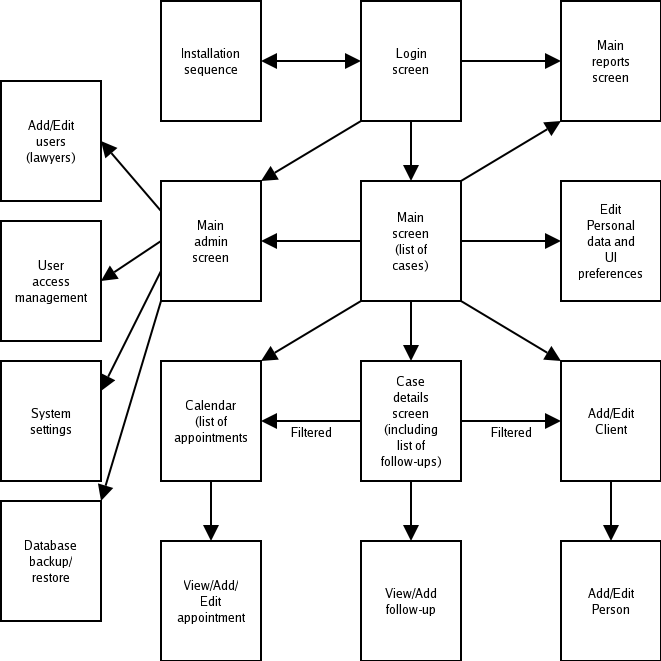 Installation
sequence
Login
screen
Main
reports
screen
Add/Edit
users
(lawyers)
Main
admin
screen
Main
screen
(list of
cases)
Edit
Personal
data and
UI
preferences
User
access
management
System
settings
Calendar
(list of
appointments
Filtered
Case
details
screen
(including
list of
follow-ups)
Filtered
Add/Edit
Client
Database
backup/
restore
View/Add/
Edit
appointment
View/Add
follow-up
Add/Edit
Person